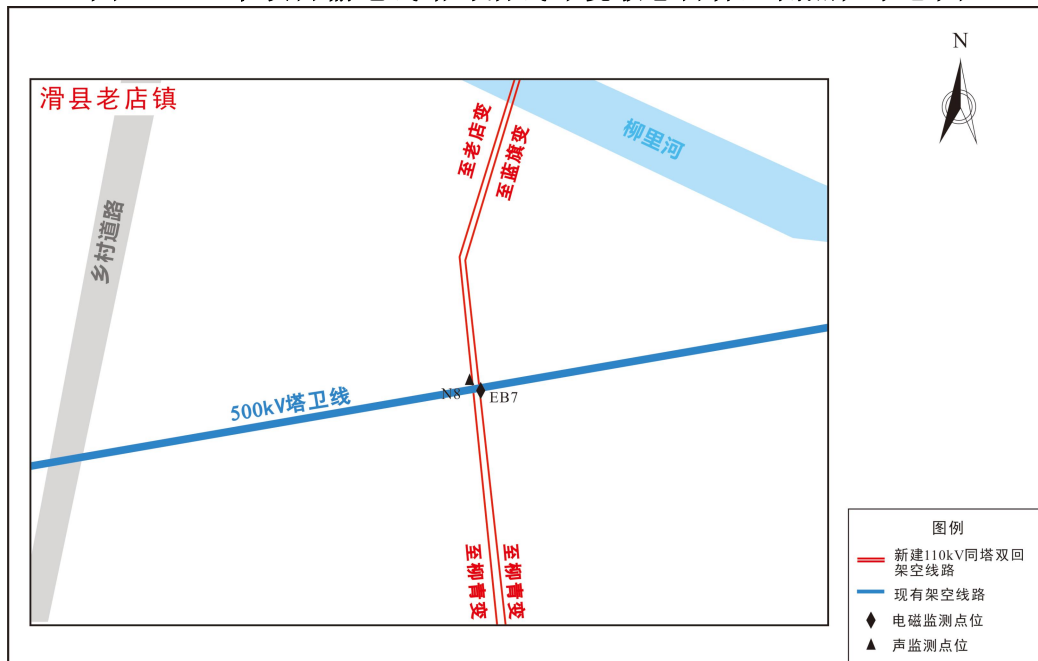 N
滑县老店镇
至老店变
至蓝旗变
柳里河
乡村道路
500kV塔卫线
N8
EB7
至柳青变
至柳青变
图例
新建110kV同塔双回
架空线路
现有架空线路
电磁监测点位
声监测点位